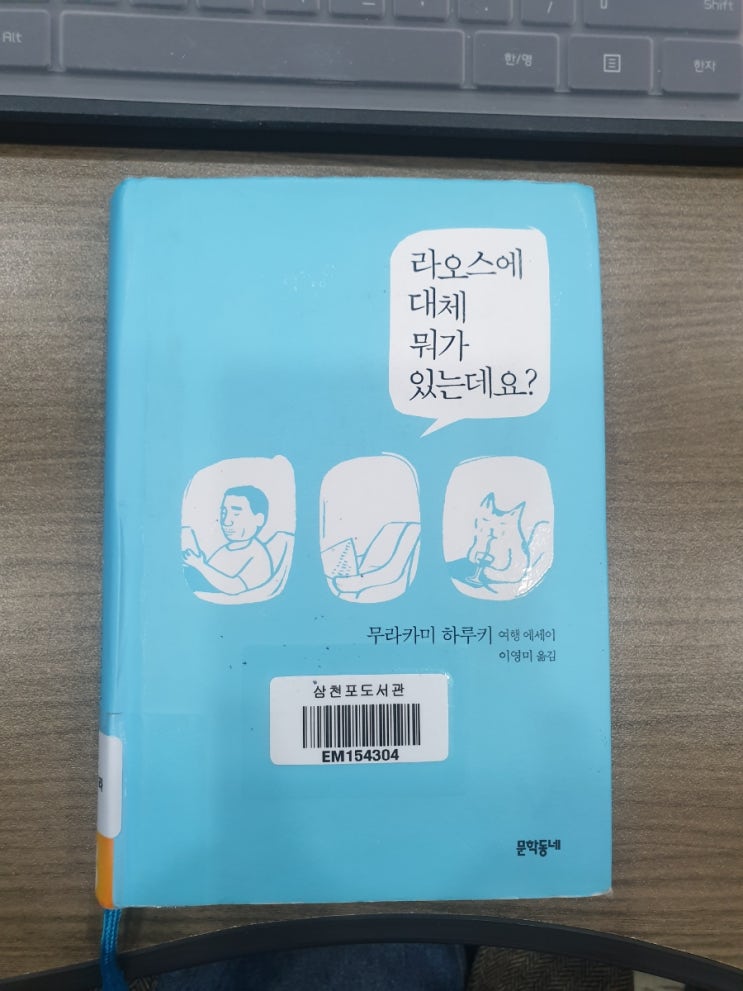 Shift
Alt
한/영
한자
라오스에
대체
뭐가
있는데요?
무라카미 하루키 여행 에세이
이영미 옮김
삼천포도서관
EM154304
문학동네